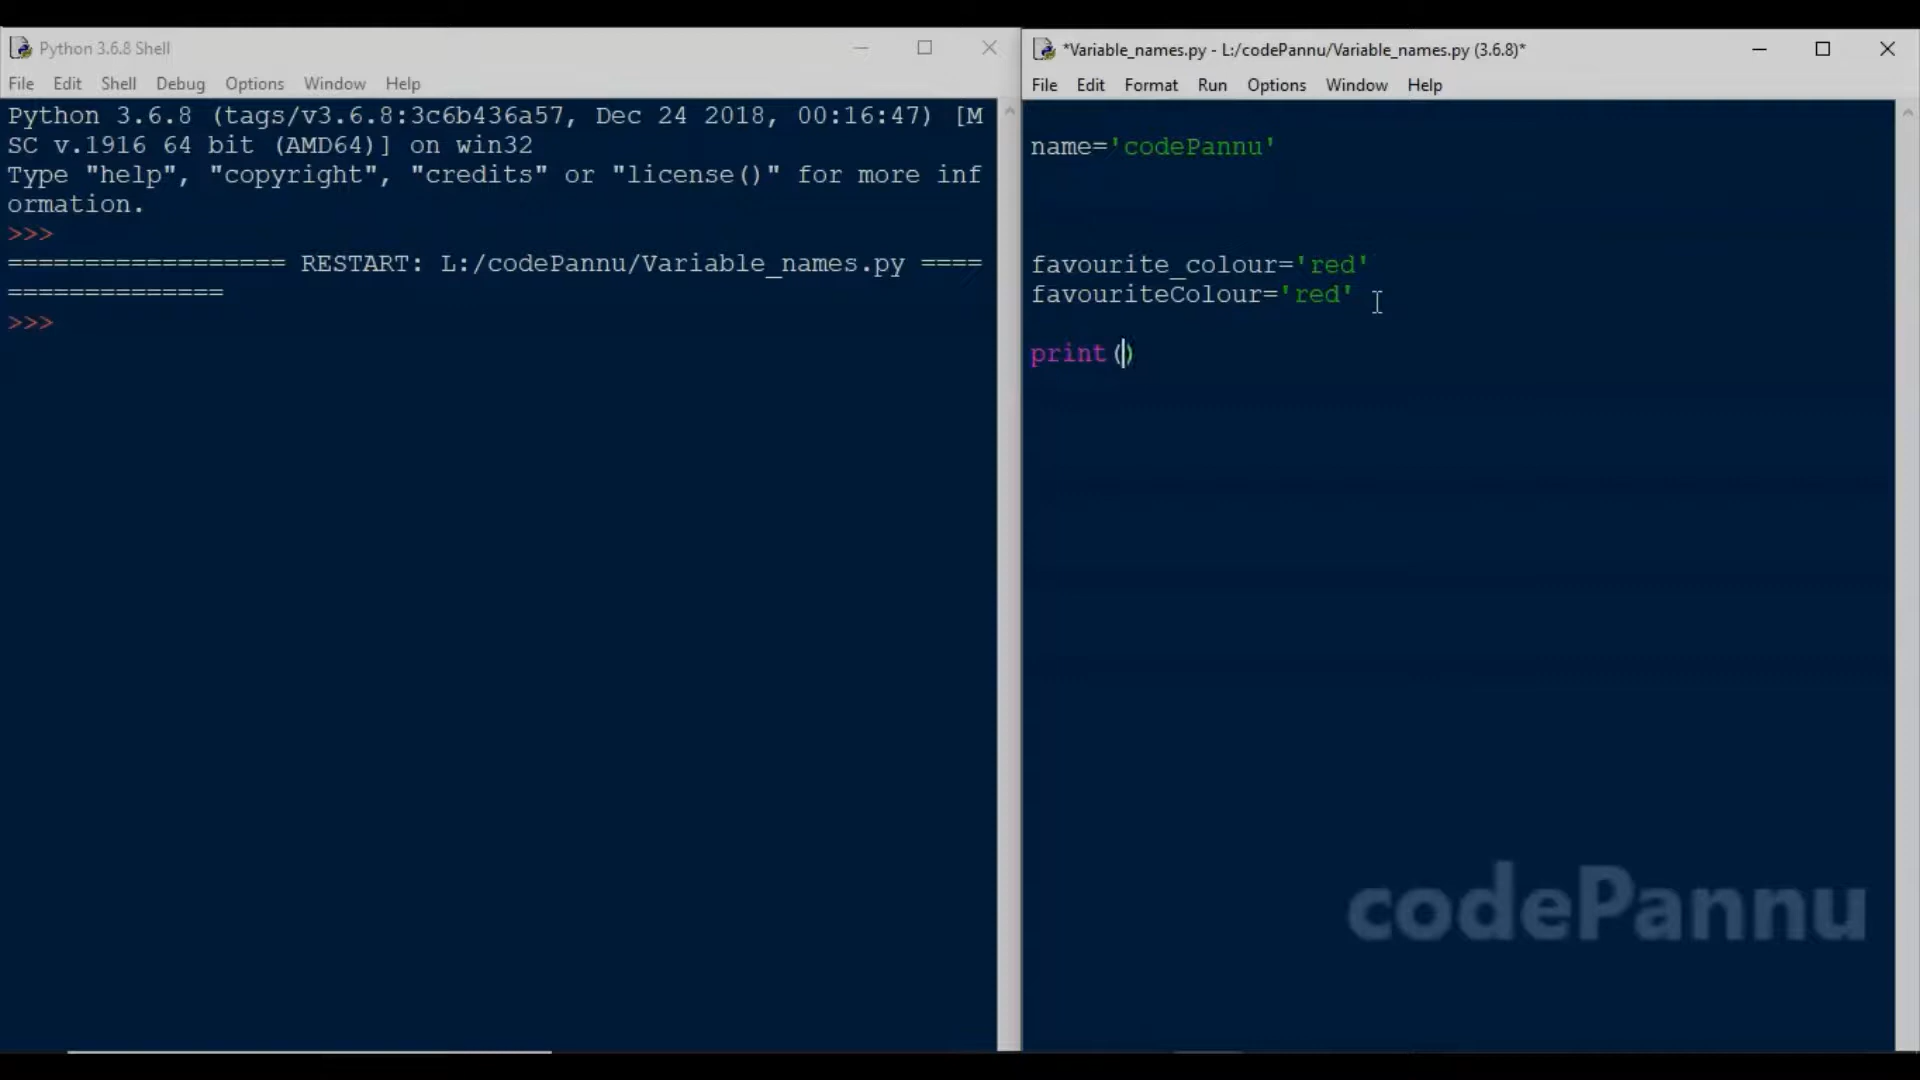 Python 3.6.8 Shell
File Edit Shell Debug Options Window Help
Python 3.6.8 (tags/v3.6.8:3c6b436a57, Dec 24 2018, 00:16:47) [M
SC v.1916 64 bit (AMD64)] on win32
Type "help", "copyright", "credits" or "license()" for more inf
ormation.
>>>
================== RESTART: L:/codePannu/Variable_names.py ====
==============
>>>
*Variable_names.py - L:/codePannu/Variable_names.py (3.6.8)*
File Edit Format Run Options Window Help
name='codePannu'
favourite_colour='red'
favouriteColour='red'
print()
codePannu